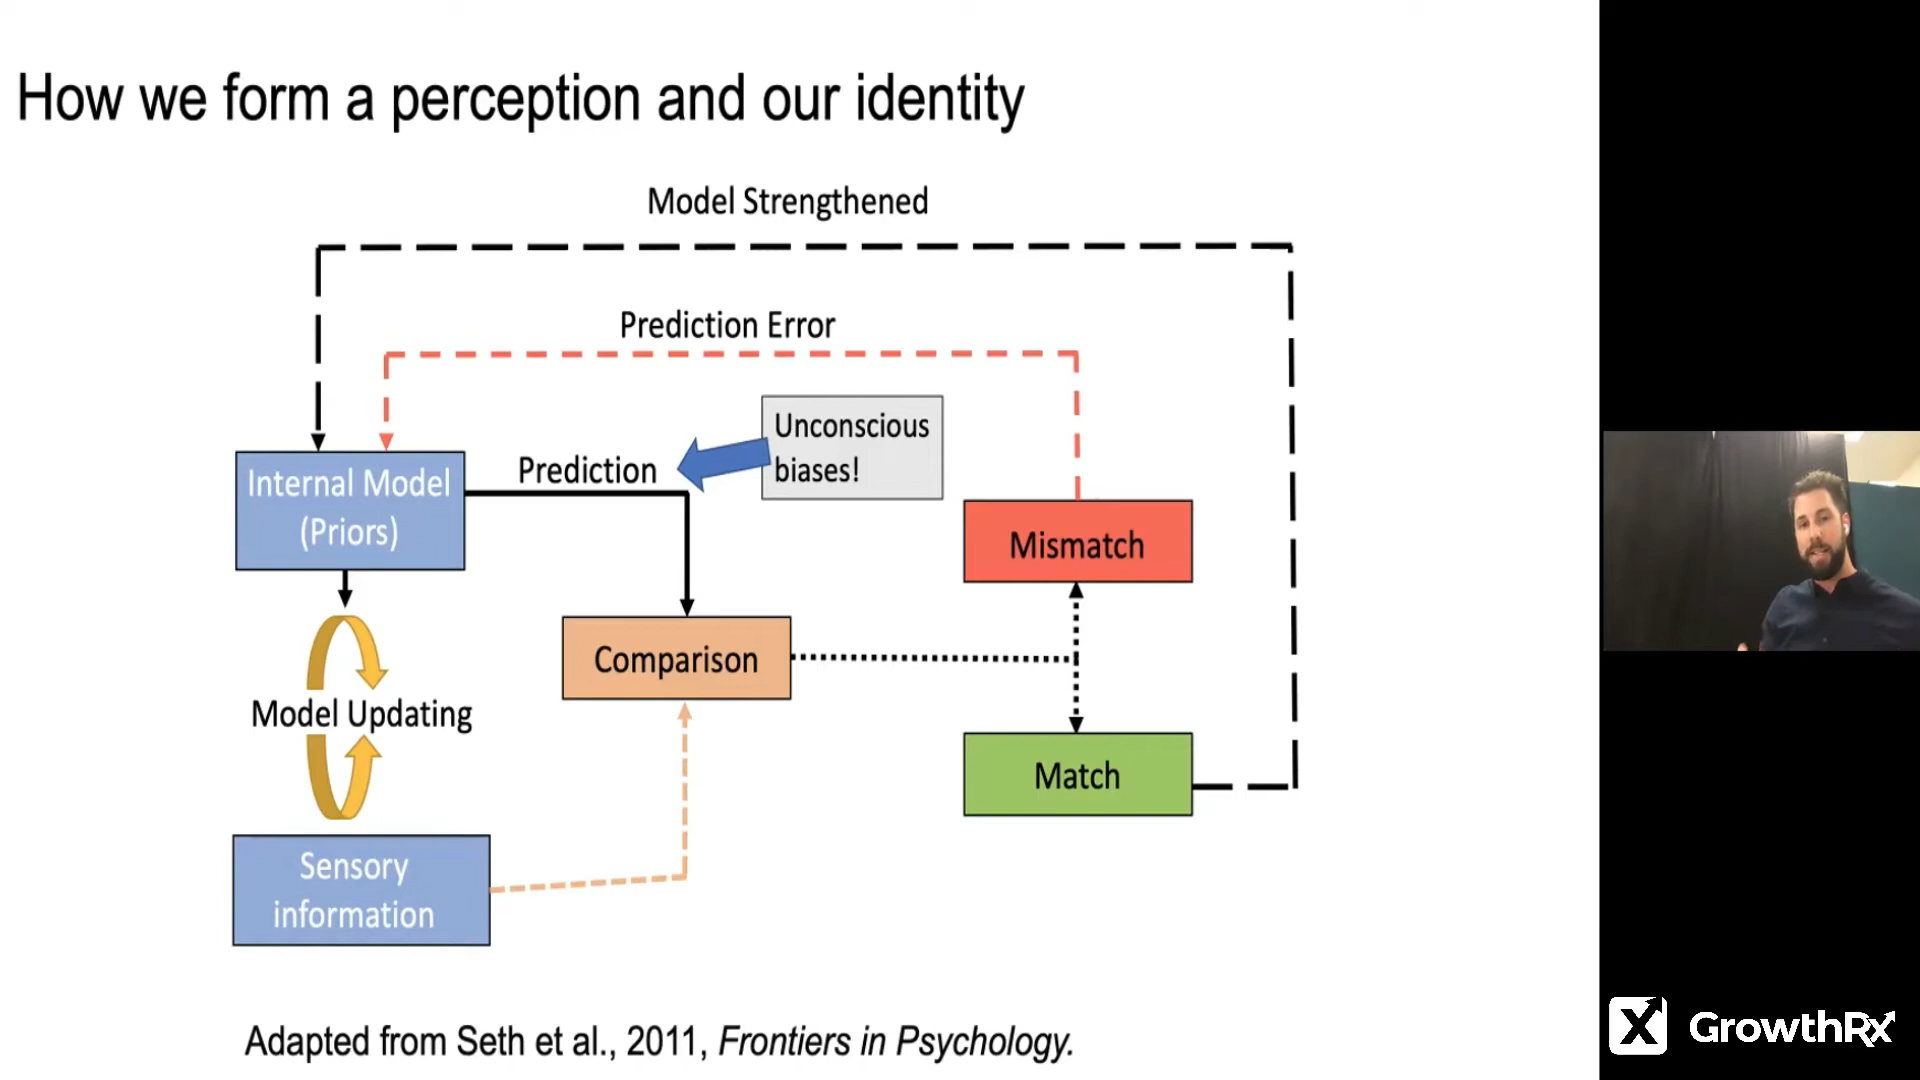 How we form a perception and our identity
Model Strengthened
Prediction Error
Unconscious
biases!
Prediction
Internal Model
(Priors)
Mismatch
Comparison
Model Updating
Match
Sensory
information
Adapted from Seth et al., 2011, Frontiers in Psychology.
X GrowthRx